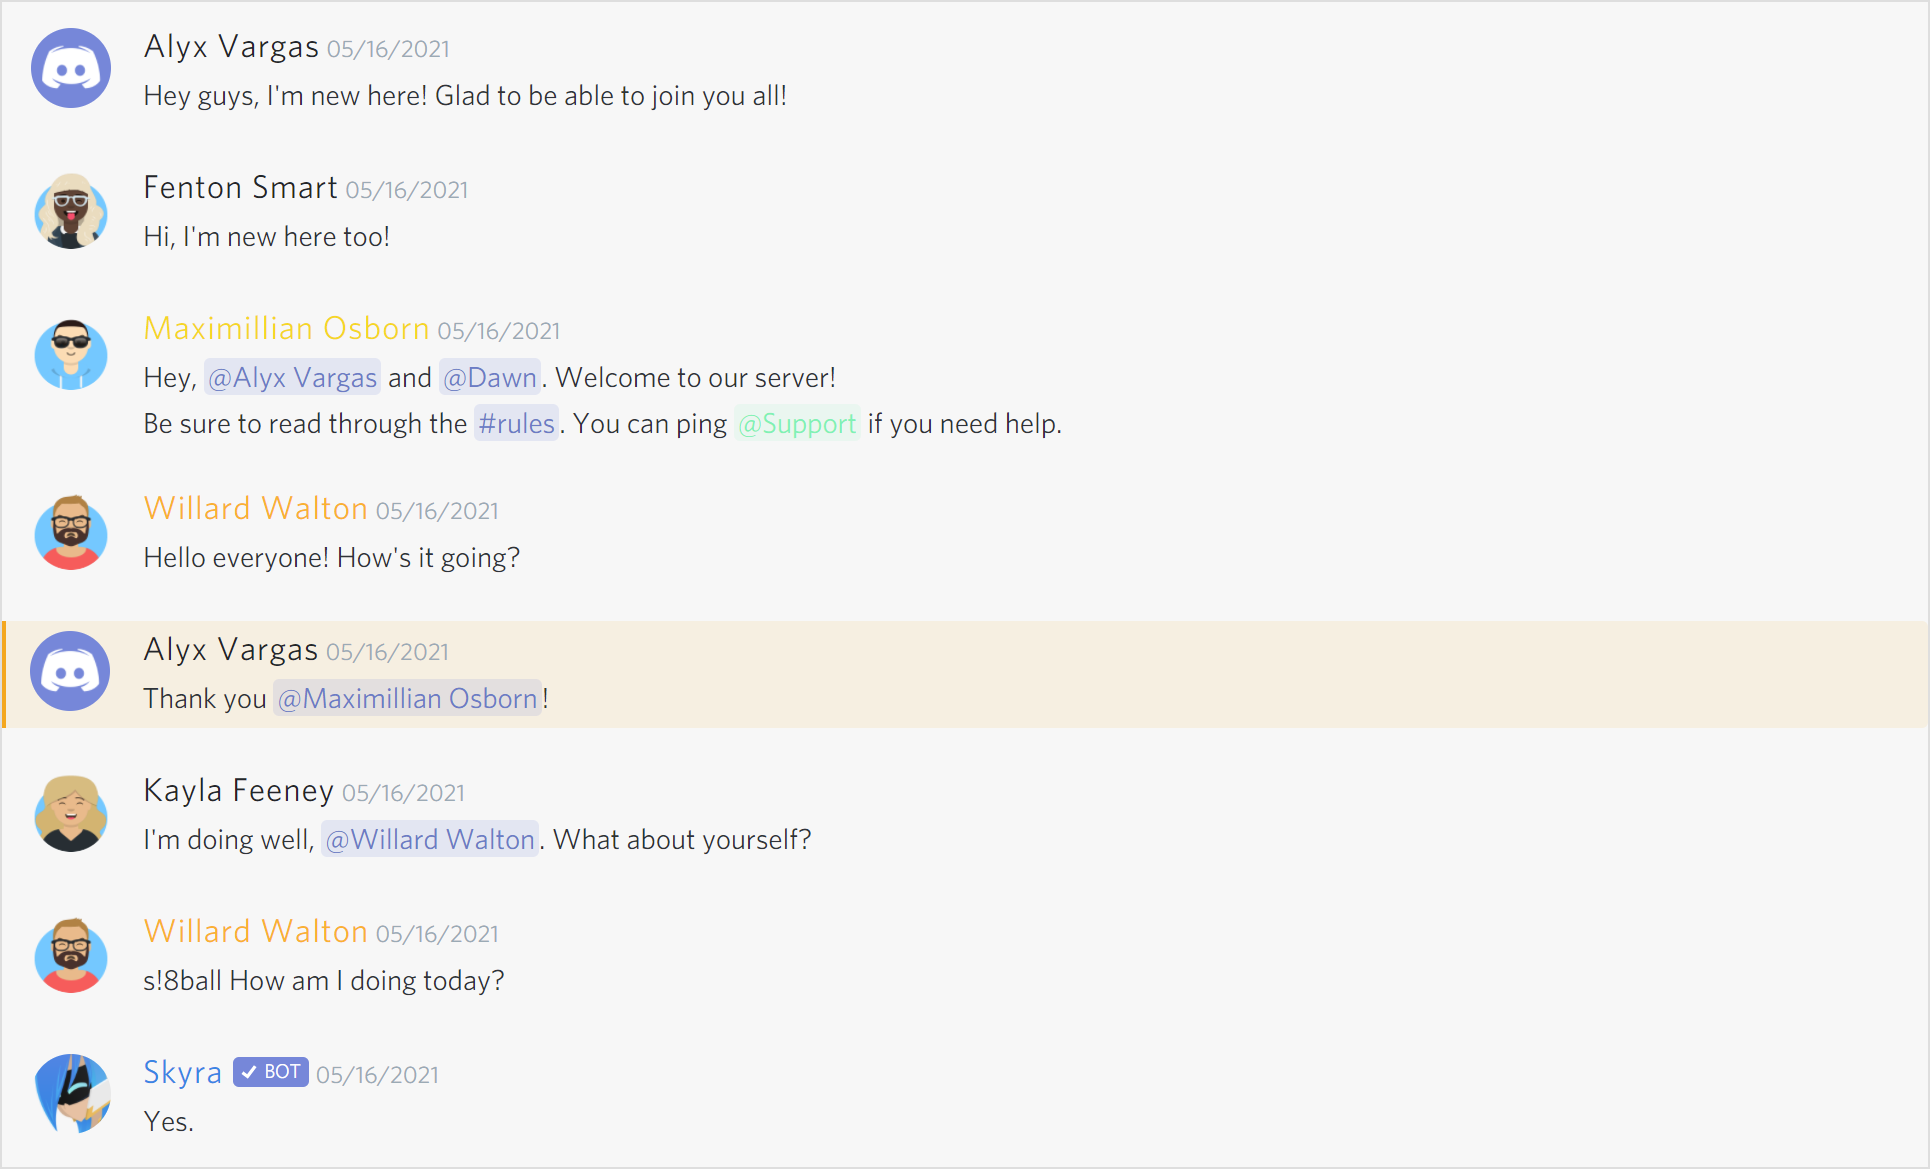 Alyx Vargas 05/16/2021
Hey guys, I'm new here! Glad to be able to join you all!
Fenton Smart 05/16/2021
Hi, I'm new here too!
Maximillian Osborn 05/16/2021
Hey, @Alyx Vargas and @Dawn. Welcome to our server!
Be sure to read through the #rules. You can ping @Support if you need help.
Willard Walton 05/16/2021
Hello everyone! How's it going?
Alyx Vargas 05/16/2021
Thank you @Maximillian Osborn!
Kayla Feeney 05/16/2021
I'm doing well, @Willard Walton. What about yourself?
Willard Walton 05/16/2021
s!8ball How am I doing today?
Skyra ✓ BOT 05/16/2021
Yes.